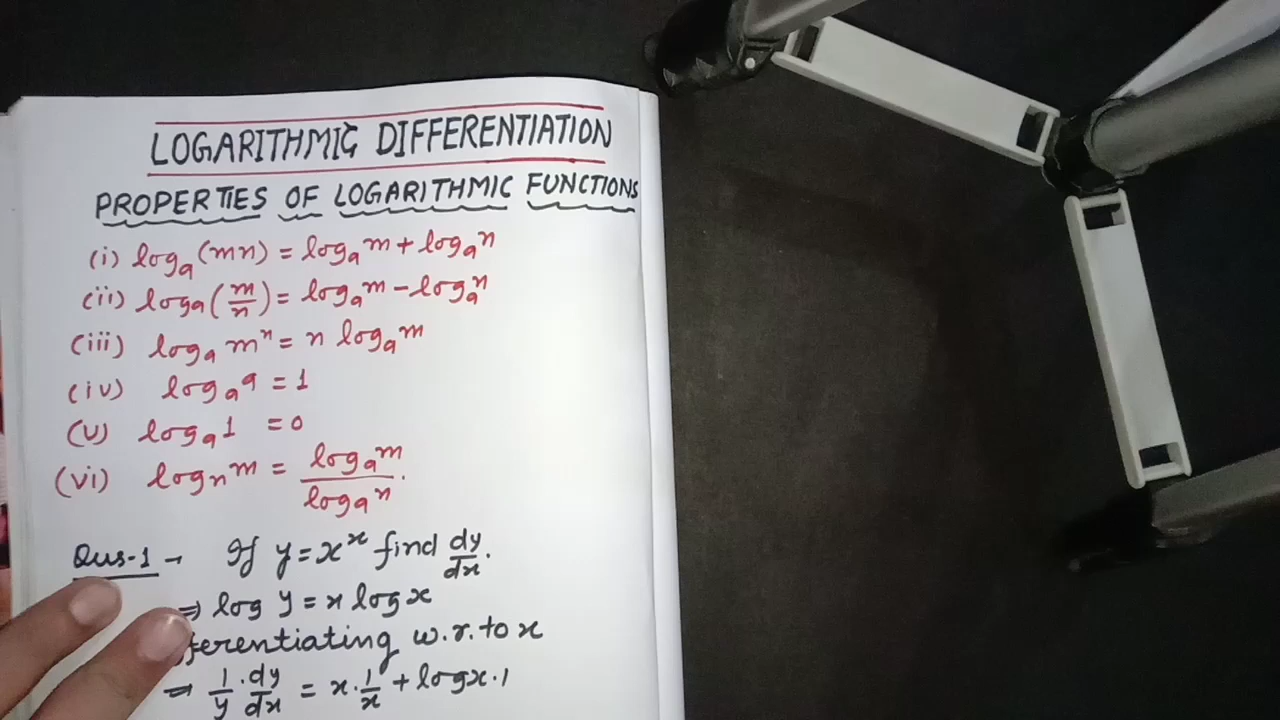 LOGARITHMIC DIFFERENTIATION
PROPERTIES OF LOGARITHMIC FUNCTIONS
(i) logₐ(mn) = logₐm + logₐn
(ii) logₐ(m/n) = logₐm - logₐn
(iii) logₐ mⁿ = n logₐm
(iv) logₐa = 1
(v) logₐ1 = 0
(vi) logₙm = logₐm / logₐn.
Qus-1 → If y = xˣ find dy/dx.
⇒ log y = x log x
fferentiating w.r. to x
⇒ 1/y · dy/dx = x · 1/x + log x · 1